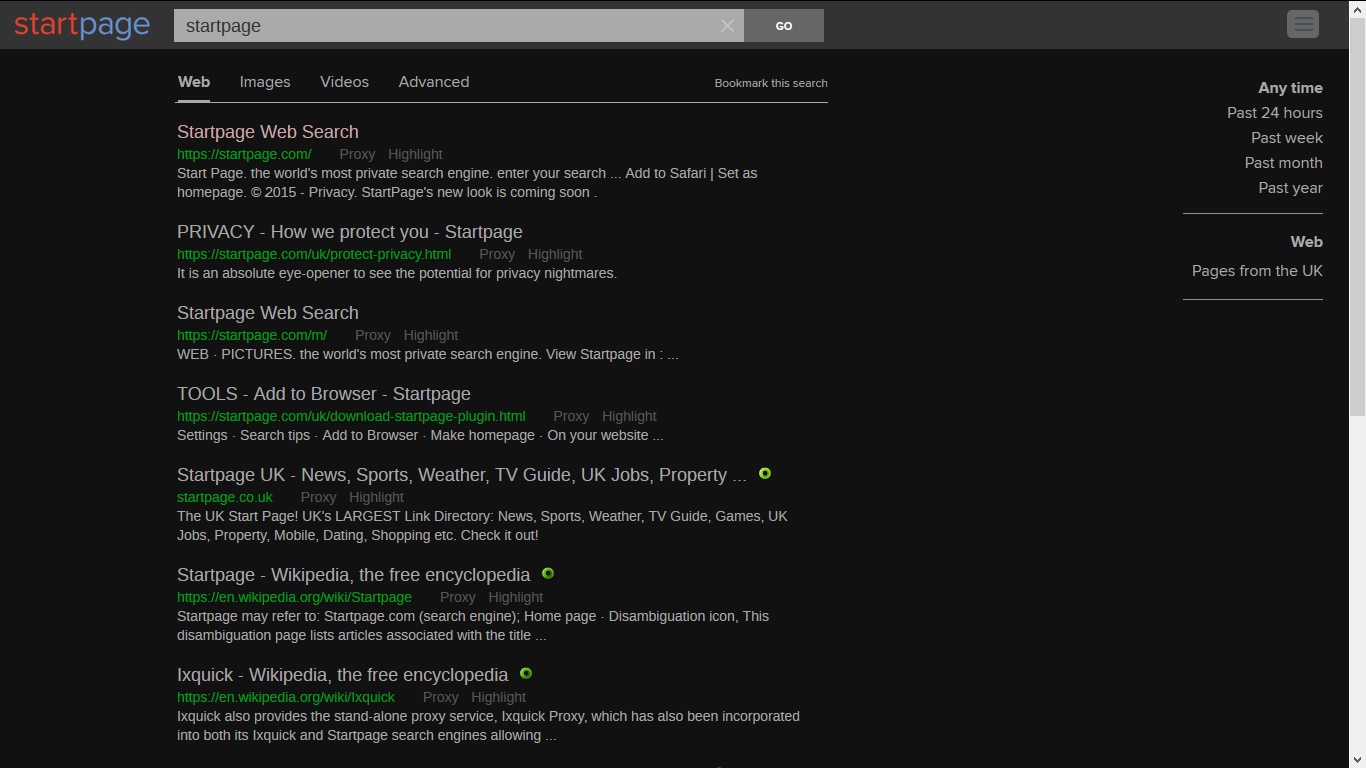 startpage
startpage
GO
Web Images Videos Advanced Bookmark this search
Startpage Web Search
https://startpage.com/ Proxy Highlight
Start Page. the world's most private search engine. enter your search ... Add to Safari | Set as
homepage. © 2015 - Privacy. StartPage's new look is coming soon .
PRIVACY - How we protect you - Startpage
https://startpage.com/uk/protect-privacy.html Proxy Highlight
It is an absolute eye-opener to see the potential for privacy nightmares.
Startpage Web Search
https://startpage.com/m/ Proxy Highlight
WEB · PICTURES. the world's most private search engine. View Startpage in : ...
TOOLS - Add to Browser - Startpage
https://startpage.com/uk/download-startpage-plugin.html Proxy Highlight
Settings · Search tips · Add to Browser · Make homepage · On your website ...
Startpage UK - News, Sports, Weather, TV Guide, UK Jobs, Property ...
startpage.co.uk Proxy Highlight
The UK Start Page! UK's LARGEST Link Directory: News, Sports, Weather, TV Guide, Games, UK
Jobs, Property, Mobile, Dating, Shopping etc. Check it out!
Startpage - Wikipedia, the free encyclopedia
https://en.wikipedia.org/wiki/Startpage Proxy Highlight
Startpage may refer to: Startpage.com (search engine); Home page · Disambiguation icon, This
disambiguation page lists articles associated with the title ...
Ixquick - Wikipedia, the free encyclopedia
https://en.wikipedia.org/wiki/Ixquick Proxy Highlight
Ixquick also provides the stand-alone proxy service, Ixquick Proxy, which has also been incorporated
into both its Ixquick and Startpage search engines allowing ...
Any time
Past 24 hours
Past week
Past month
Past year
Web
Pages from the UK